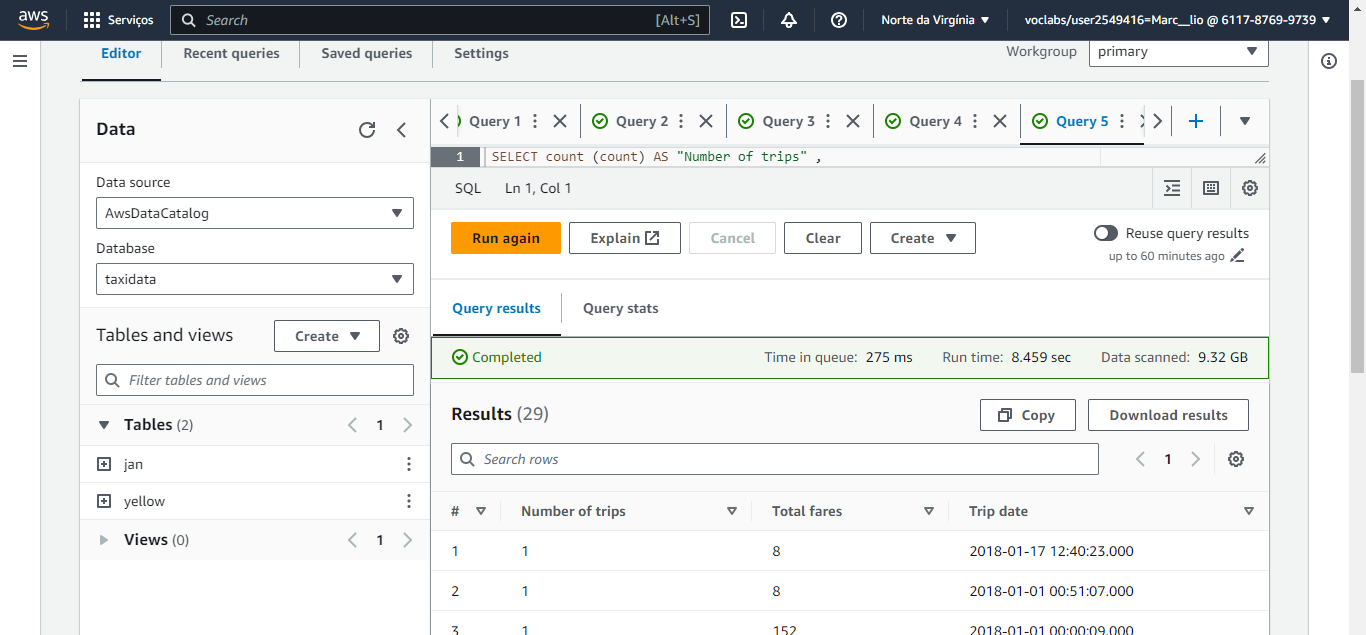 aws
Serviços
Search [Alt+S]
Norte da Virgínia
voclabs/user2549416=Marc__lio @ 6117-8769-9739
Editor
Recent queries
Saved queries
Settings
Workgroup
primary
Data
Data source
AwsDataCatalog
Database
taxidata
Tables and views
Create
Filter tables and views
Tables (2)
1
jan
yellow
Views (0)
1
Query 1
Query 2
Query 3
Query 4
Query 5
1 SELECT count (count) AS "Number of trips" ,
SQL Ln 1, Col 1
Run again
Explain
Cancel
Clear
Create
Reuse query results
up to 60 minutes ago
Query results
Query stats
Completed
Time in queue: 275 ms
Run time: 8.459 sec
Data scanned: 9.32 GB
Results (29)
Copy
Download results
Search rows
1
# Number of trips Total fares Trip date
1 1 8 2018-01-17 12:40:23.000
2 1 8 2018-01-01 00:51:07.000
3 1 152 2018-01-01 00:00:09.000